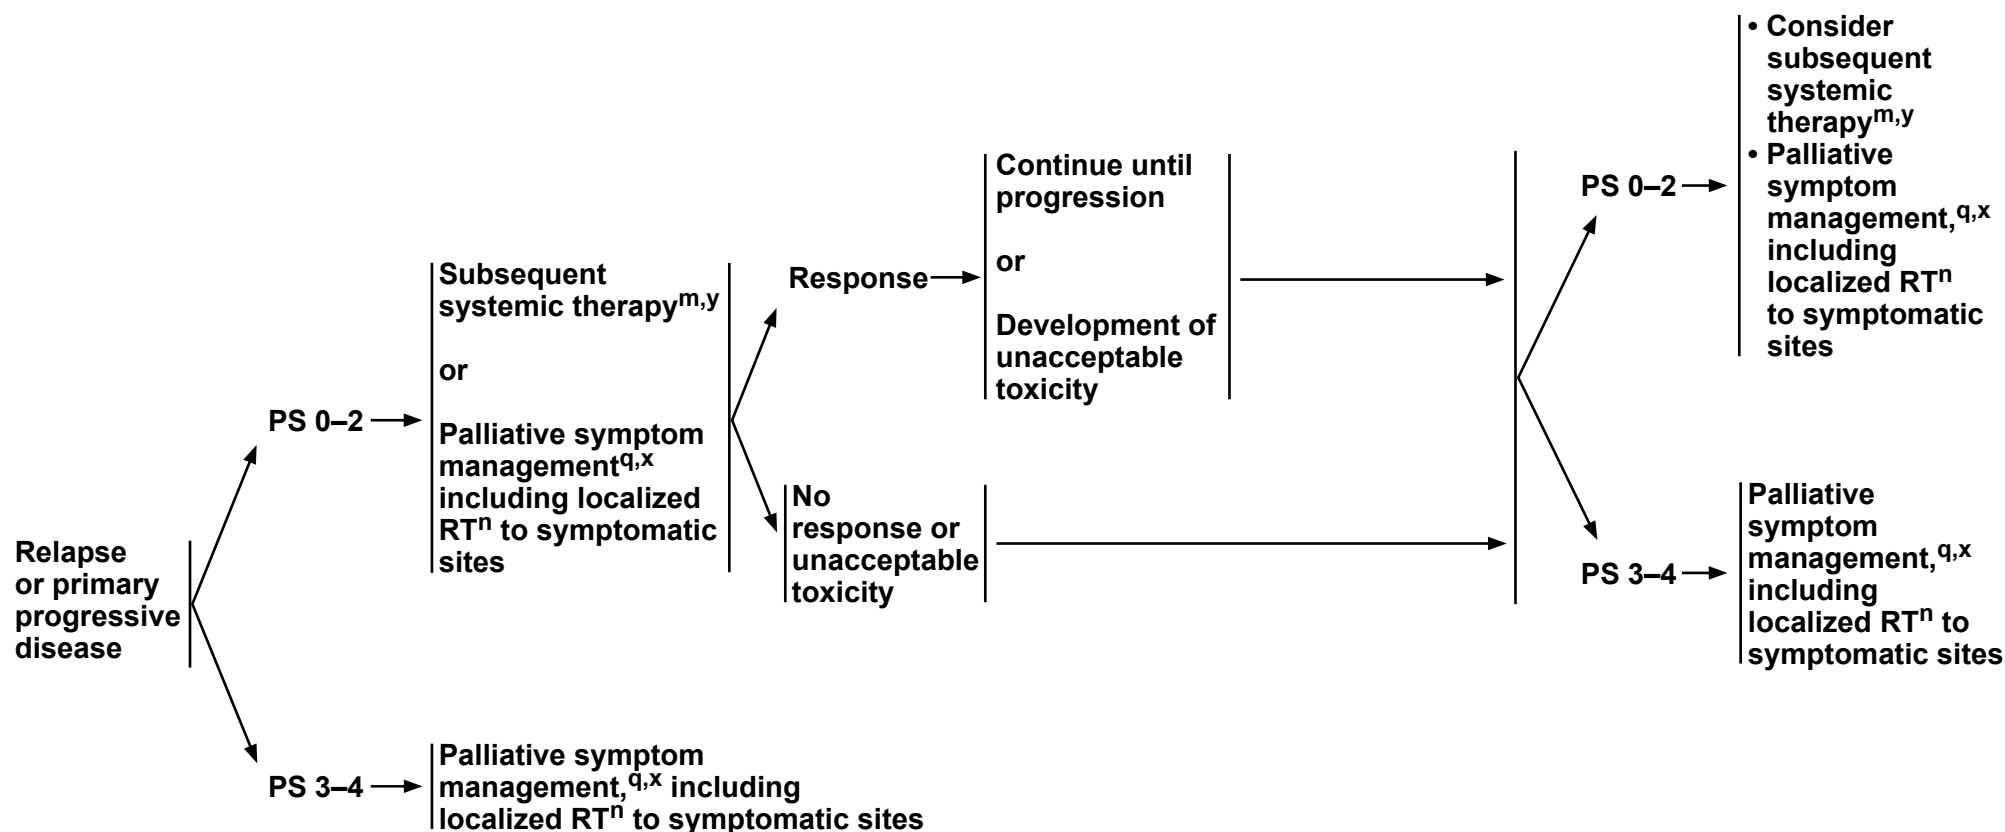 Relapse
or primary
progressive
disease
PS 0–2
Subsequent
systemic therapym,y
or
Palliative symptom
managementq,x
including localized
RTn to symptomatic
sites
Response
Continue until
progression
or
Development of
unacceptable
toxicity
No
response or
unacceptable
toxicity
PS 0–2
• Consider
subsequent
systemic
therapym,y
• Palliative
symptom
management,q,x
including
localized RTn
to symptomatic
sites
PS 3–4
Palliative
symptom
management,q,x
including
localized RTn to
symptomatic sites
PS 3–4
Palliative symptom
management,q,x including
localized RTn to symptomatic sites